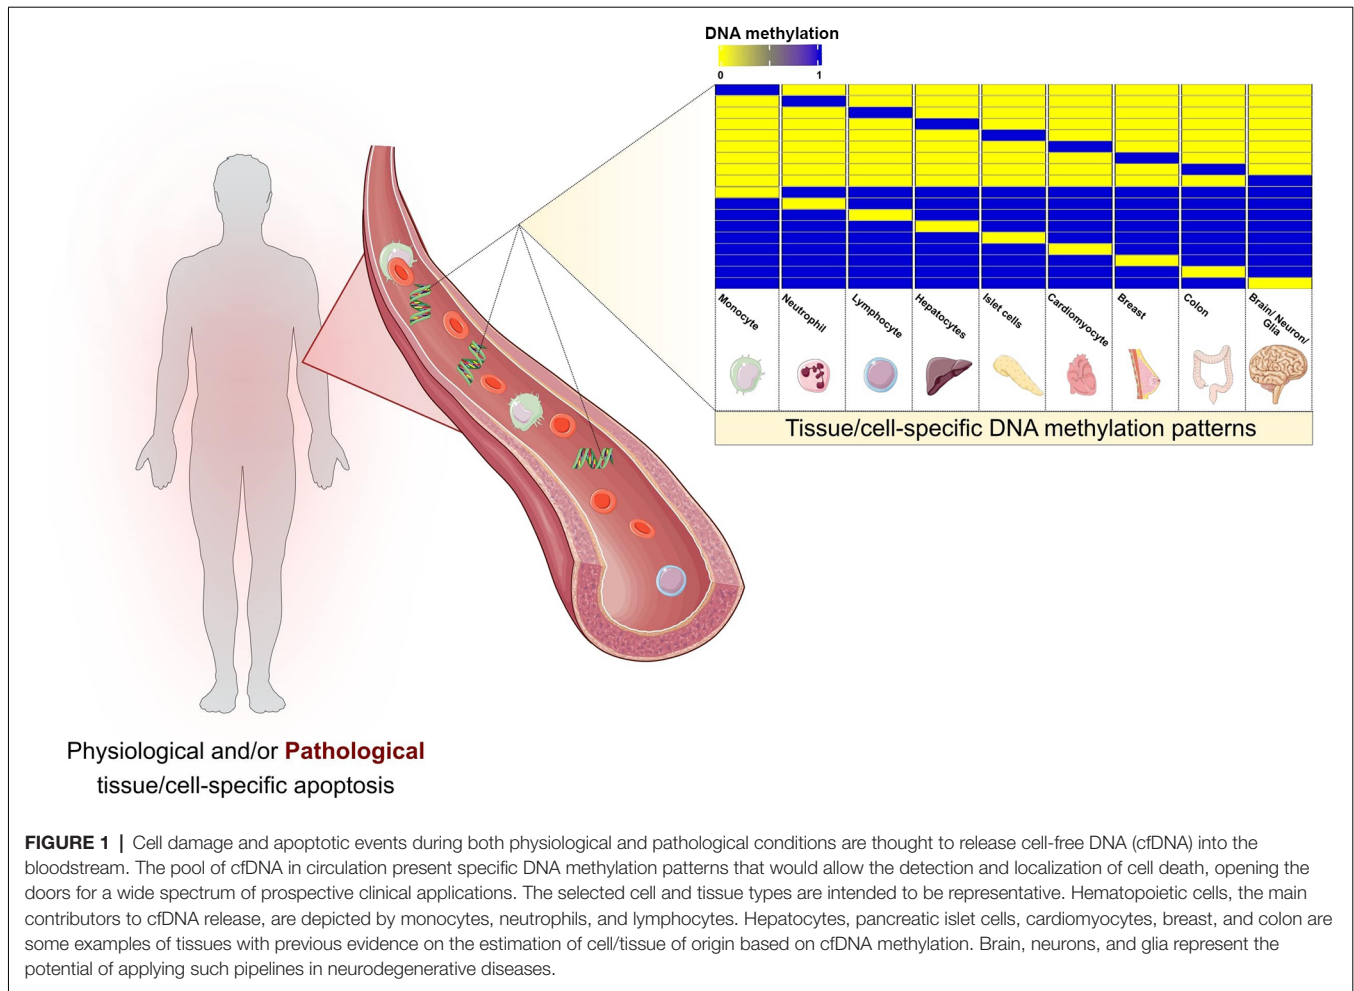 DNA methylation
0 1
Monocyte
Neutrophil
Lymphocyte
Hepatocytes
Islet cells
Cardiomyocyte
Breast
Colon
Brain/ Neuron/
Glia
Tissue/cell-specific DNA methylation patterns
Physiological and/or Pathological
tissue/cell-specific apoptosis
FIGURE 1 | Cell damage and apoptotic events during both physiological and pathological conditions are thought to release cell-free DNA (cfDNA) into the
bloodstream. The pool of cfDNA in circulation present specific DNA methylation patterns that would allow the detection and localization of cell death, opening the
doors for a wide spectrum of prospective clinical applications. The selected cell and tissue types are intended to be representative. Hematopoietic cells, the main
contributors to cfDNA release, are depicted by monocytes, neutrophils, and lymphocytes. Hepatocytes, pancreatic islet cells, cardiomyocytes, breast, and colon are
some examples of tissues with previous evidence on the estimation of cell/tissue of origin based on cfDNA methylation. Brain, neurons, and glia represent the
potential of applying such pipelines in neurodegenerative diseases.